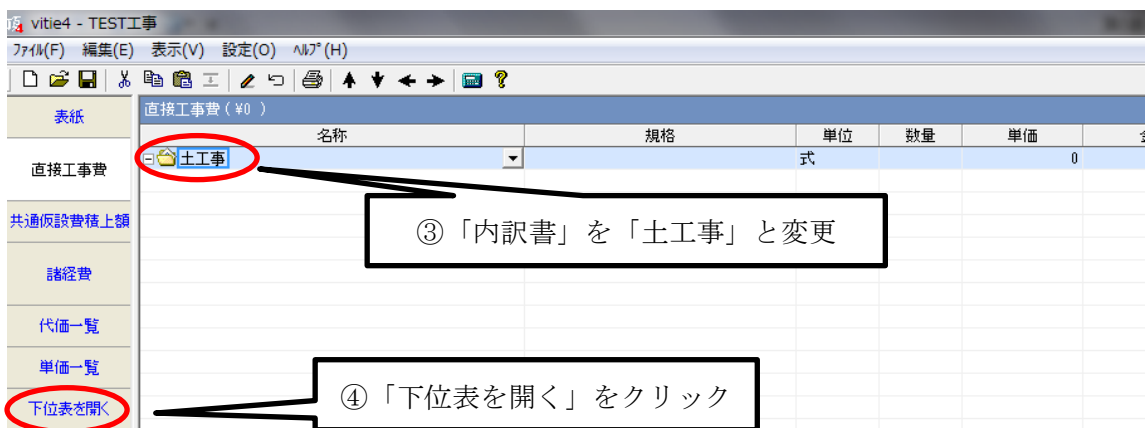 vitie4 - TEST工事
ﾌｧｲﾙ(F) 編集(E) 表示(V) 設定(O) ﾍﾙﾌﾟ(H)
表紙
直接工事費
共通仮設費積上額
諸経費
代価一覧
単価一覧
下位表を開く
直接工事費 ( ¥0 )
名称 規格 単位 数量 単価
土工事 式 0
③「内訳書」を「土工事」と変更
④「下位表を開く」をクリック